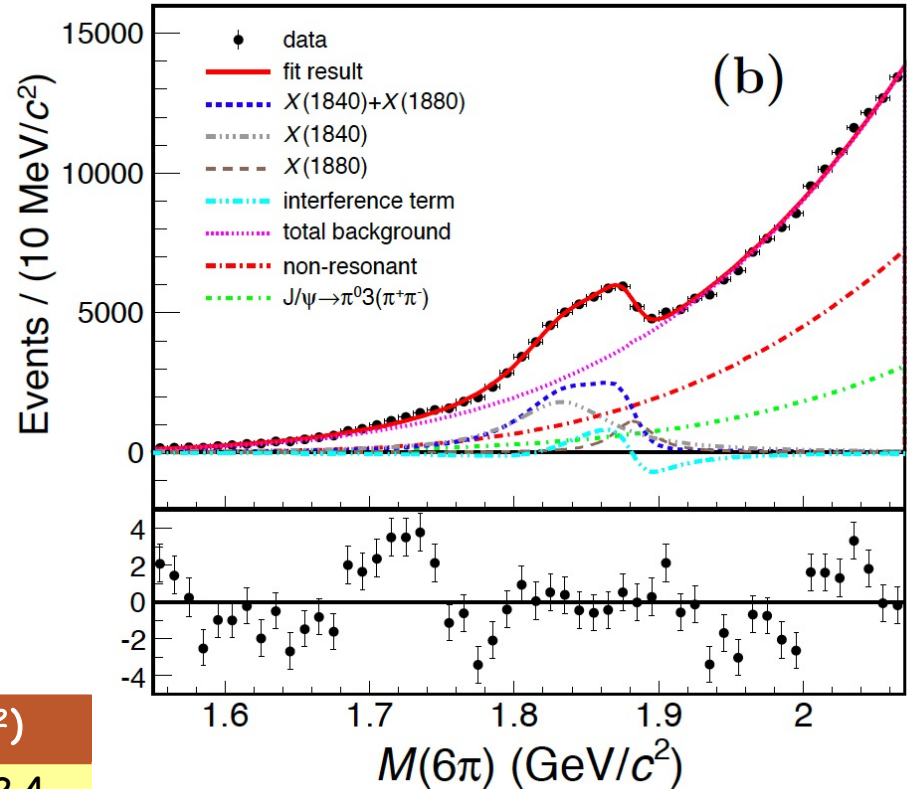 15000
10000
5000
0
Events / (10 MeV/c²)
data
fit result
X(1840)+X(1880)
X(1840)
X(1880)
interference term
total background
non-resonant
J/ψ→π⁰3(π⁺π⁻)
(b)
4
2
0
-2
-4
1.6 1.7 1.8 1.9 2
M(6π) (GeV/c²)
²)